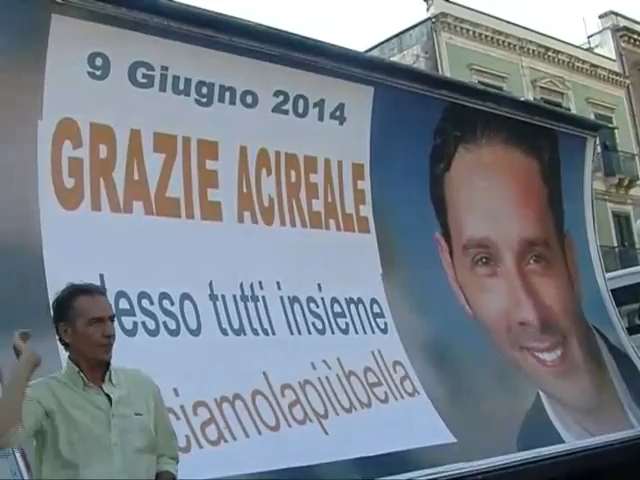 9 Giugno 2014
GRAZIE ACIREALE
desso tutti insieme
ciamolapiùbella